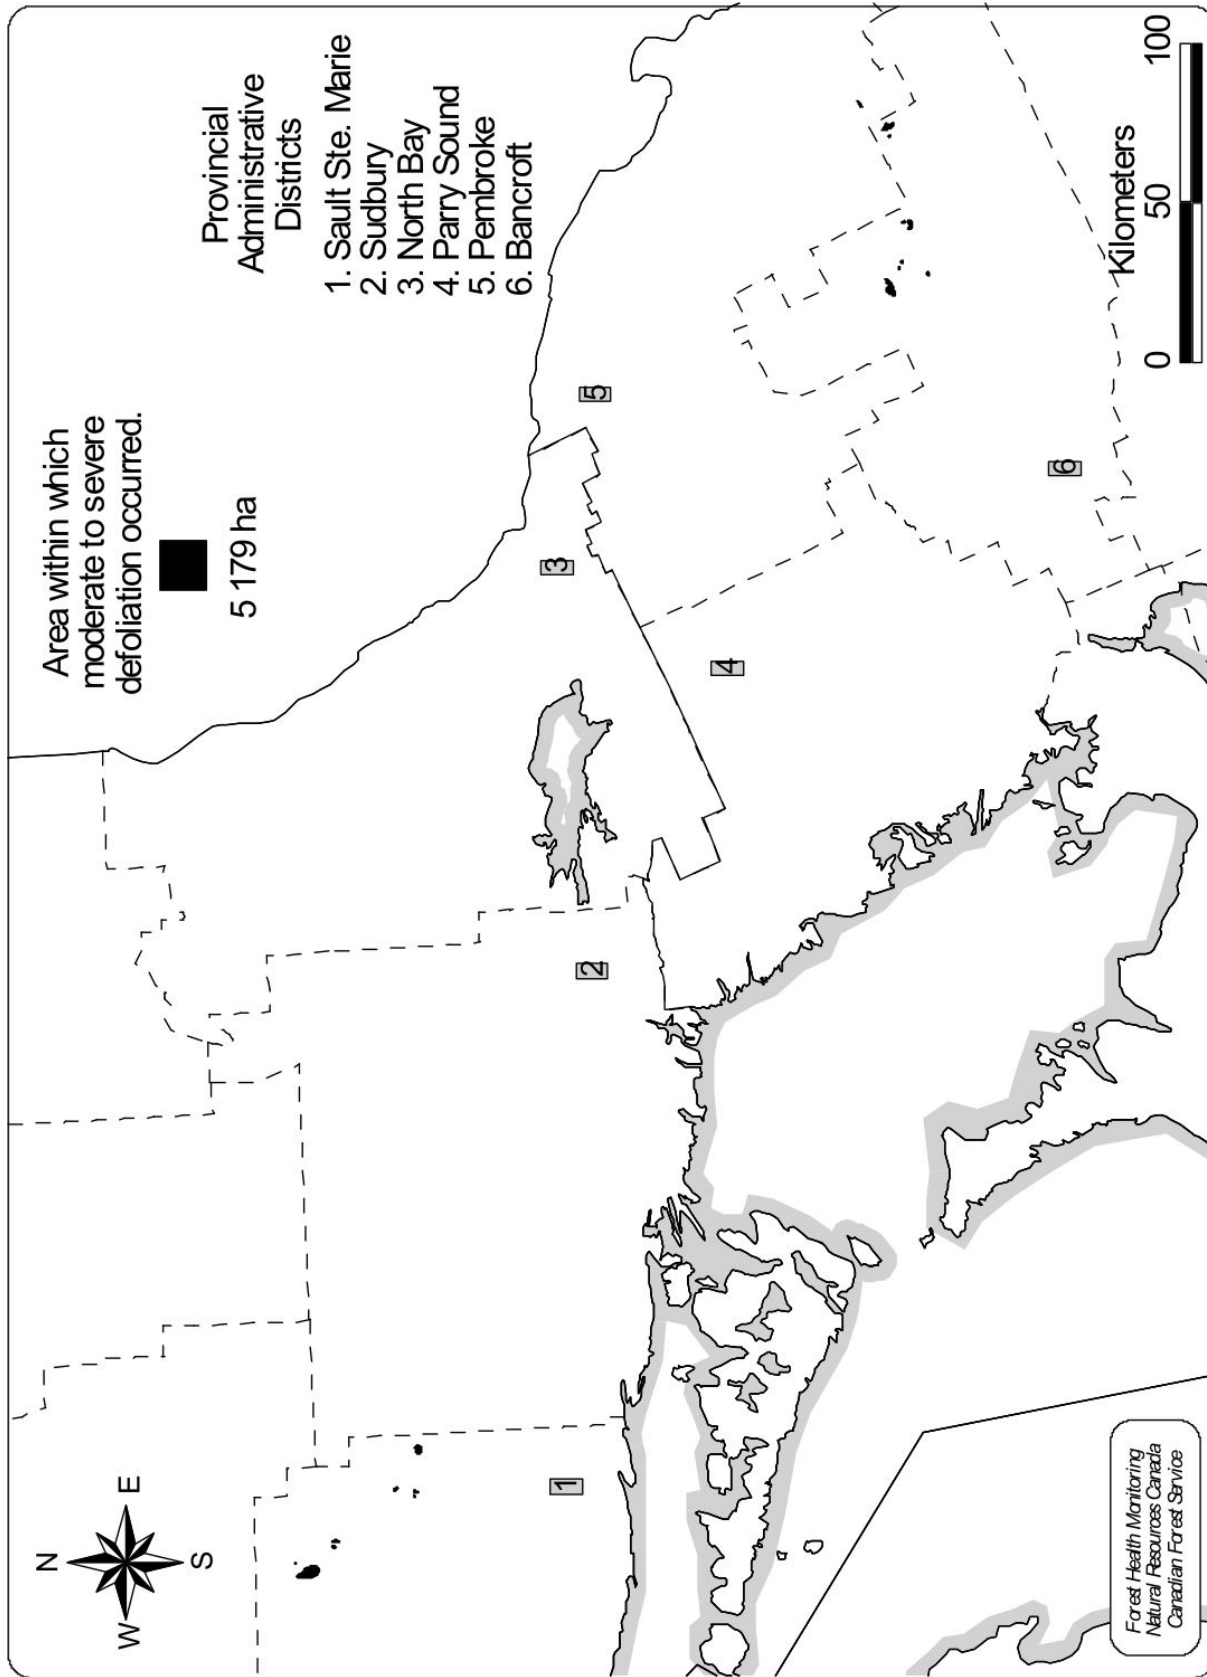 Area within which
moderate to severe
defoliation occurred.
5 179 ha
Provincial
Administrative
Districts
1. Sault Ste. Marie
2. Sudbury
3. North Bay
4. Parry Sound
5. Pembroke
6. Bancroft
N
W
E
S
1
2
3
4
5
6
Forest Health Monitoring
Natural Resources Canada
Canadian Forest Service
Kilometers
0 50 100